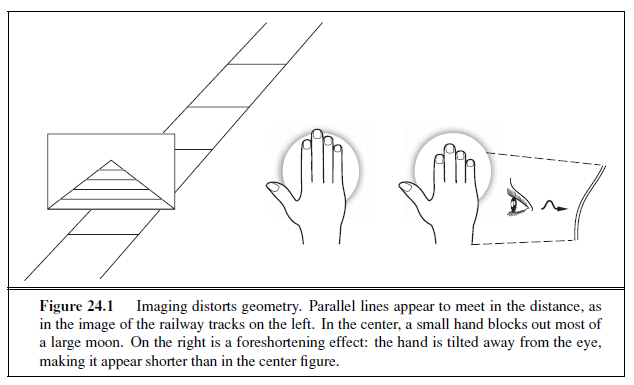 Figure 24.1 Imaging distorts geometry. Parallel lines appear to meet in the distance, as
in the image of the railway tracks on the left. In the center, a small hand blocks out most of
a large moon. On the right is a foreshortening effect: the hand is tilted away from the eye,
making it appear shorter than in the center figure.